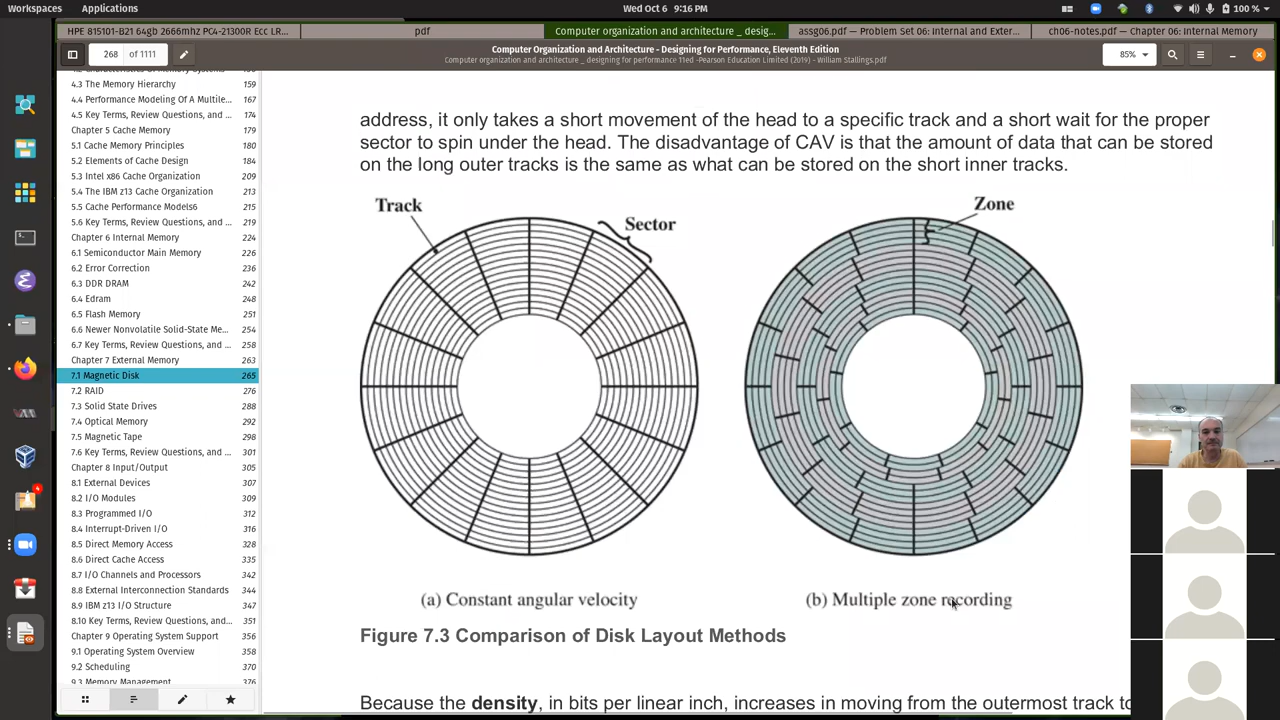 Workspaces Applications
Wed Oct 6 9:16 PM
100 %
HPE 815101-B21 64gb 2666mhz PC4-21300R Ecc LR...
pdf
Computer organization and architecture _ desig...
assg06.pdf — Problem Set 06: Internal and Exter...
ch06-notes.pdf — Chapter 06: Internal Memory
268 of 1111
Computer Organization and Architecture - Designing for Performance, Eleventh Edition
Computer organization and architecture _ designing for performance 11ed -Pearson Education Limited (2019) - William Stallings.pdf
85%
4.3 The Memory Hierarchy 159
4.4 Performance Modeling Of A Multile... 167
4.5 Key Terms, Review Questions, and ... 174
Chapter 5 Cache Memory 179
5.1 Cache Memory Principles 180
5.2 Elements of Cache Design 184
5.3 Intel x86 Cache Organization 209
5.4 The IBM z13 Cache Organization 213
5.5 Cache Performance Models6 215
5.6 Key Terms, Review Questions, and ... 219
Chapter 6 Internal Memory 224
6.1 Semiconductor Main Memory 226
6.2 Error Correction 236
6.3 DDR DRAM 242
6.4 Edram 248
6.5 Flash Memory 251
6.6 Newer Nonvolatile Solid-State Me... 254
6.7 Key Terms, Review Questions, and ... 258
Chapter 7 External Memory 263
7.1 Magnetic Disk 265
7.2 RAID 276
7.3 Solid State Drives 288
7.4 Optical Memory 292
7.5 Magnetic Tape 298
7.6 Key Terms, Review Questions, and ... 301
Chapter 8 Input/Output 305
8.1 External Devices 307
8.2 I/O Modules 309
8.3 Programmed I/O 312
8.4 Interrupt-Driven I/O 316
8.5 Direct Memory Access 328
8.6 Direct Cache Access 335
8.7 I/O Channels and Processors 342
8.8 External Interconnection Standards 344
8.9 IBM z13 I/O Structure 347
8.10 Key Terms, Review Questions, and... 351
Chapter 9 Operating System Support 356
9.1 Operating System Overview 358
9.2 Scheduling 370
9.3 Memory Management 376
address, it only takes a short movement of the head to a specific track and a short wait for the proper
sector to spin under the head. The disadvantage of CAV is that the amount of data that can be stored
on the long outer tracks is the same as what can be stored on the short inner tracks.
Track
Sector
Zone
(a) Constant angular velocity
(b) Multiple zone recording
Figure 7.3 Comparison of Disk Layout Methods
Because the density, in bits per linear inch, increases in moving from the outermost track to